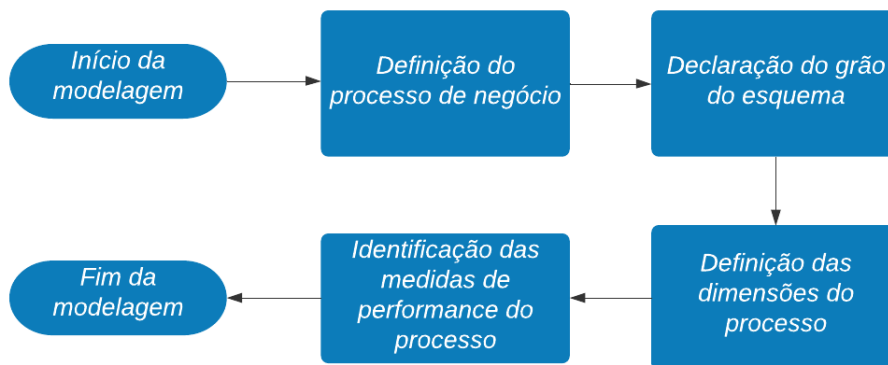 Início da
modelagem
Definição do
processo de negócio
Declaração do grão
do esquema
Definição das
dimensões do
processo
Identificação das
medidas de
performance do
processo
Fim da
modelagem